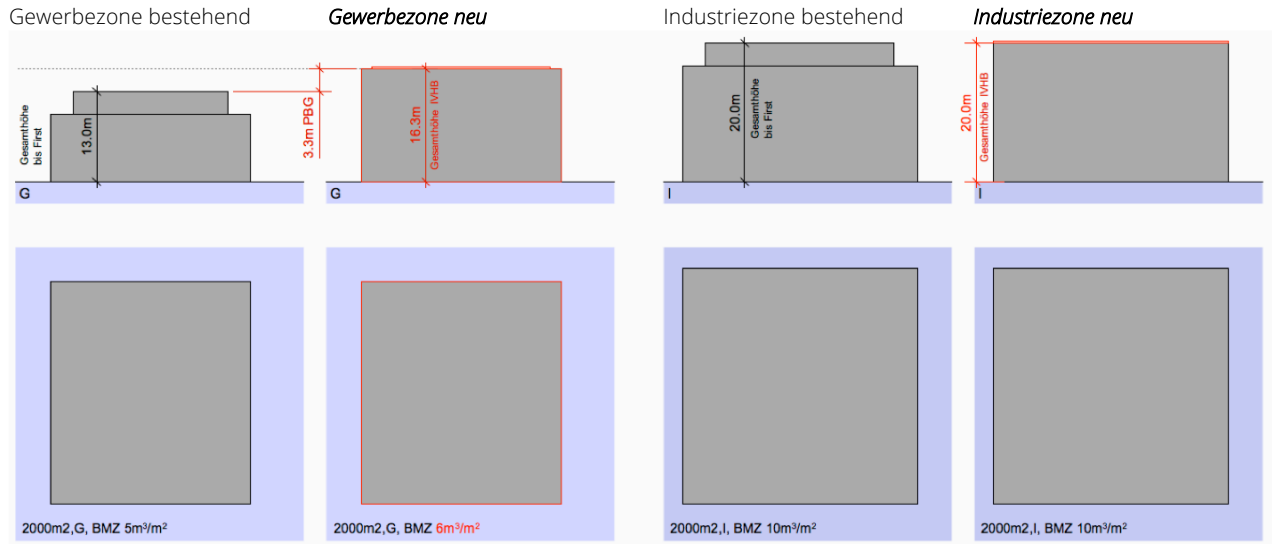 Gewerbezone bestehend
Gewerbezone neu
Industriezone bestehend
Industriezone neu
Gesamthöhe
bis First
13.0m
3.3m PBG
16.3m
Gesamthöhe IVHB
20.0m
Gesamthöhe
bis First
20.0m
Gesamthöhe IVHB
G
G
I
I
2000m2,G, BMZ 5m³/m²
2000m2,G, BMZ 6m³/m²
2000m2,I, BMZ 10m³/m²
2000m2,I, BMZ 10m³/m²